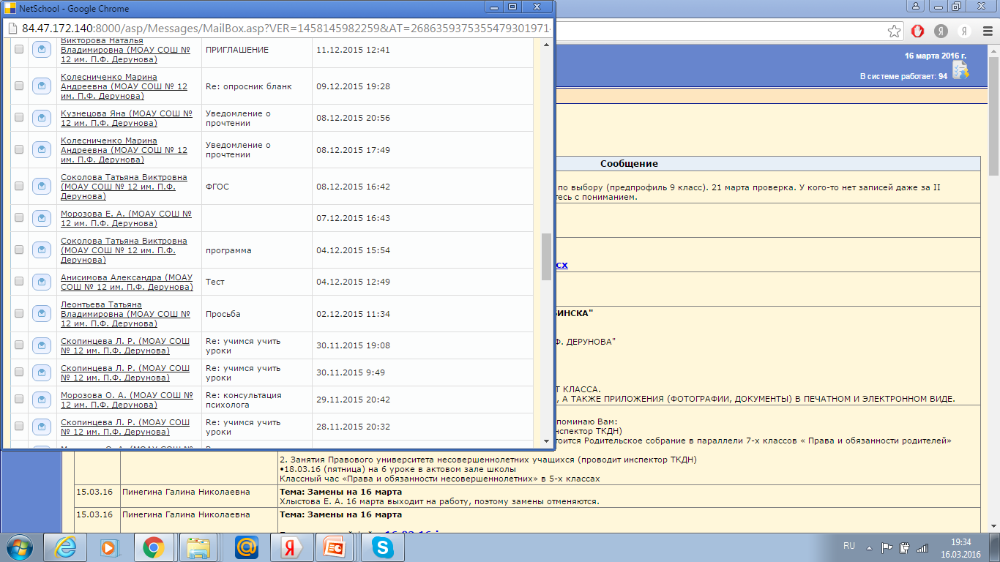 NetSchool - Google Chrome
84.47.172.140:8000/asp/Messages/MailBox.asp?VER=1458145982259&AT=26863593753554793019714
Викторова Наталья
Владимировна (МОАУ СОШ №
12 им. П.Ф. Дерунова)
ПРИГЛАШЕНИЕ
11.12.2015 12:41
Колесниченко Марина
Андреевна (МОАУ СОШ № 12
им. П.Ф. Дерунова)
Re: опросник бланк
09.12.2015 19:28
Кузнецова Яна (МОАУ СОШ №
12 им. П.Ф. Дерунова)
Уведомление о
прочтении
08.12.2015 20:56
Колесниченко Марина
Андреевна (МОАУ СОШ № 12
им. П.Ф. Дерунова)
Уведомление о
прочтении
08.12.2015 17:49
Соколова Татьяна Виктровна
(МОАУ СОШ № 12 им. П.Ф.
Дерунова)
ФГОС
08.12.2015 16:42
Морозова Е. А. (МОАУ СОШ №
12 им. П.Ф. Дерунова)
07.12.2015 16:43
Соколова Татьяна Виктровна
(МОАУ СОШ № 12 им. П.Ф.
Дерунова)
программа
04.12.2015 15:54
Анисимова Александра (МОАУ
СОШ № 12 им. П.Ф. Дерунова)
Тест
04.12.2015 12:49
Леонтьева Татьяна
Владимировна (МОАУ СОШ №
12 им. П.Ф. Дерунова)
Просьба
02.12.2015 11:34
Скопинцева Л. Р. (МОАУ СОШ
№ 12 им. П.Ф. Дерунова)
Re: учимся учить
уроки
30.11.2015 19:08
Скопинцева Л. Р. (МОАУ СОШ
№ 12 им. П.Ф. Дерунова)
Re: учимся учить
уроки
30.11.2015 9:49
Морозова О. А. (МОАУ СОШ №
12 им. П.Ф. Дерунова)
Re: консультация
психолога
29.11.2015 20:42
Скопинцева Л. Р. (МОАУ СОШ
№ 12 им. П.Ф. Дерунова)
Re: учимся учить
уроки
28.11.2015 20:32
16 марта 2016 г.
В системе работает: 94
Сообщение
по выбору (предпрофиль 9 класс). 21 марта проверка. У кого-то нет записей даже за II
тесь с пониманием.
cx
ИНСКА"
Ф. ДЕРУНОВА"
Т КЛАССА.
, А ТАКЖЕ ПРИЛОЖЕНИЯ (ФОТОГРАФИИ, ДОКУМЕНТЫ) В ПЕЧАТНОМ И ЭЛЕКТРОННОМ ВИДЕ.
поминаю Вам:
нспектор ТКДН)
тоится Родительское собрание в параллели 7-х классов « Права и обязанности родителей»
2. Занятия Правового университета несовершеннолетних учащихся (проводит инспектор ТКДН)
•18.03.16 (пятница) на 6 уроке в актовом зале школы
Классный час «Права и обязанности несовершеннолетних» в 5-х классах
15.03.16
Пинегина Галина Николаевна
Тема: Замены на 16 марта
Хлыстова Е. А. 16 марта выходит на работу, поэтому замены отменяются.
15.03.16
Пинегина Галина Николаевна
Тема: Замены на 16 марта
RU
19:34
16.03.2016